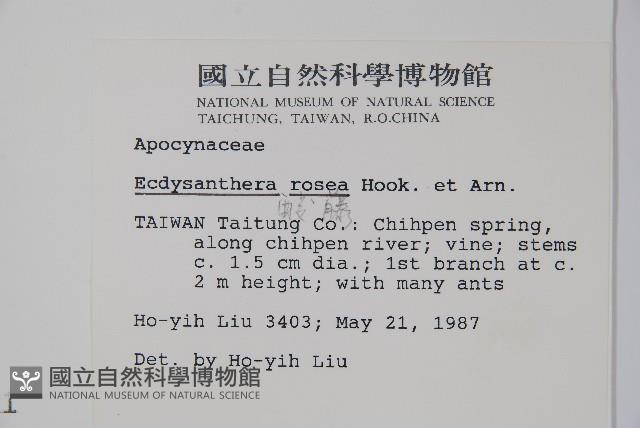 國立自然科學博物館
NATIONAL MUSEUM OF NATURAL SCIENCE
TAICHUNG, TAIWAN, R.O.CHINA
Apocynaceae
Ecdysanthera rosea Hook. et Arn.
藤
TAIWAN Taitung Co.: Chihpen spring,
along chihpen river; vine; stems
c. 1.5 cm dia.; 1st branch at c.
2 m height; with many ants
Ho-yih Liu 3403; May 21, 1987
Det. by Ho-yih Liu
國立自然科學博物館
NATIONAL MUSEUM OF NATURAL SCIENCE